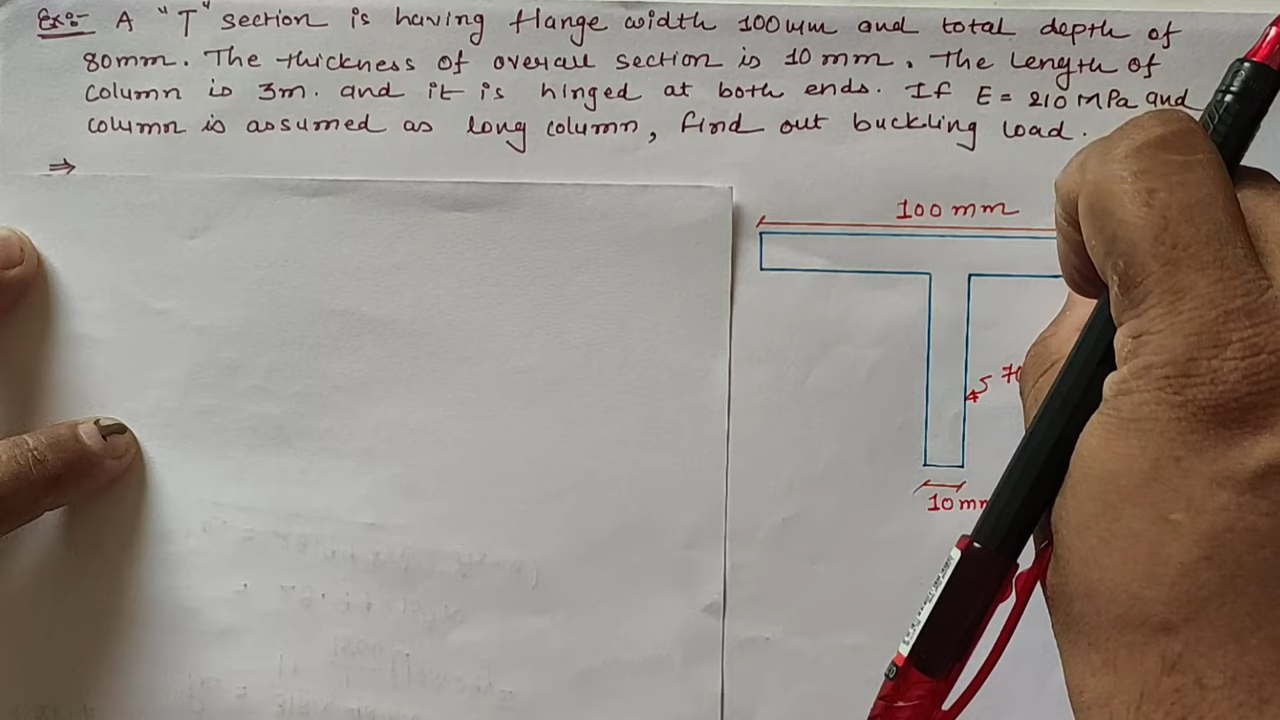 Ex:- A "T" section is having flange width 100mm and total depth of
80mm. The thickness of overall section is 10 mm. The length of
column is 3m. and it is hinged at both ends. If E = 210 MPa and
column is assumed as long column, find out buckling load.
⇒
100 mm
10 mm